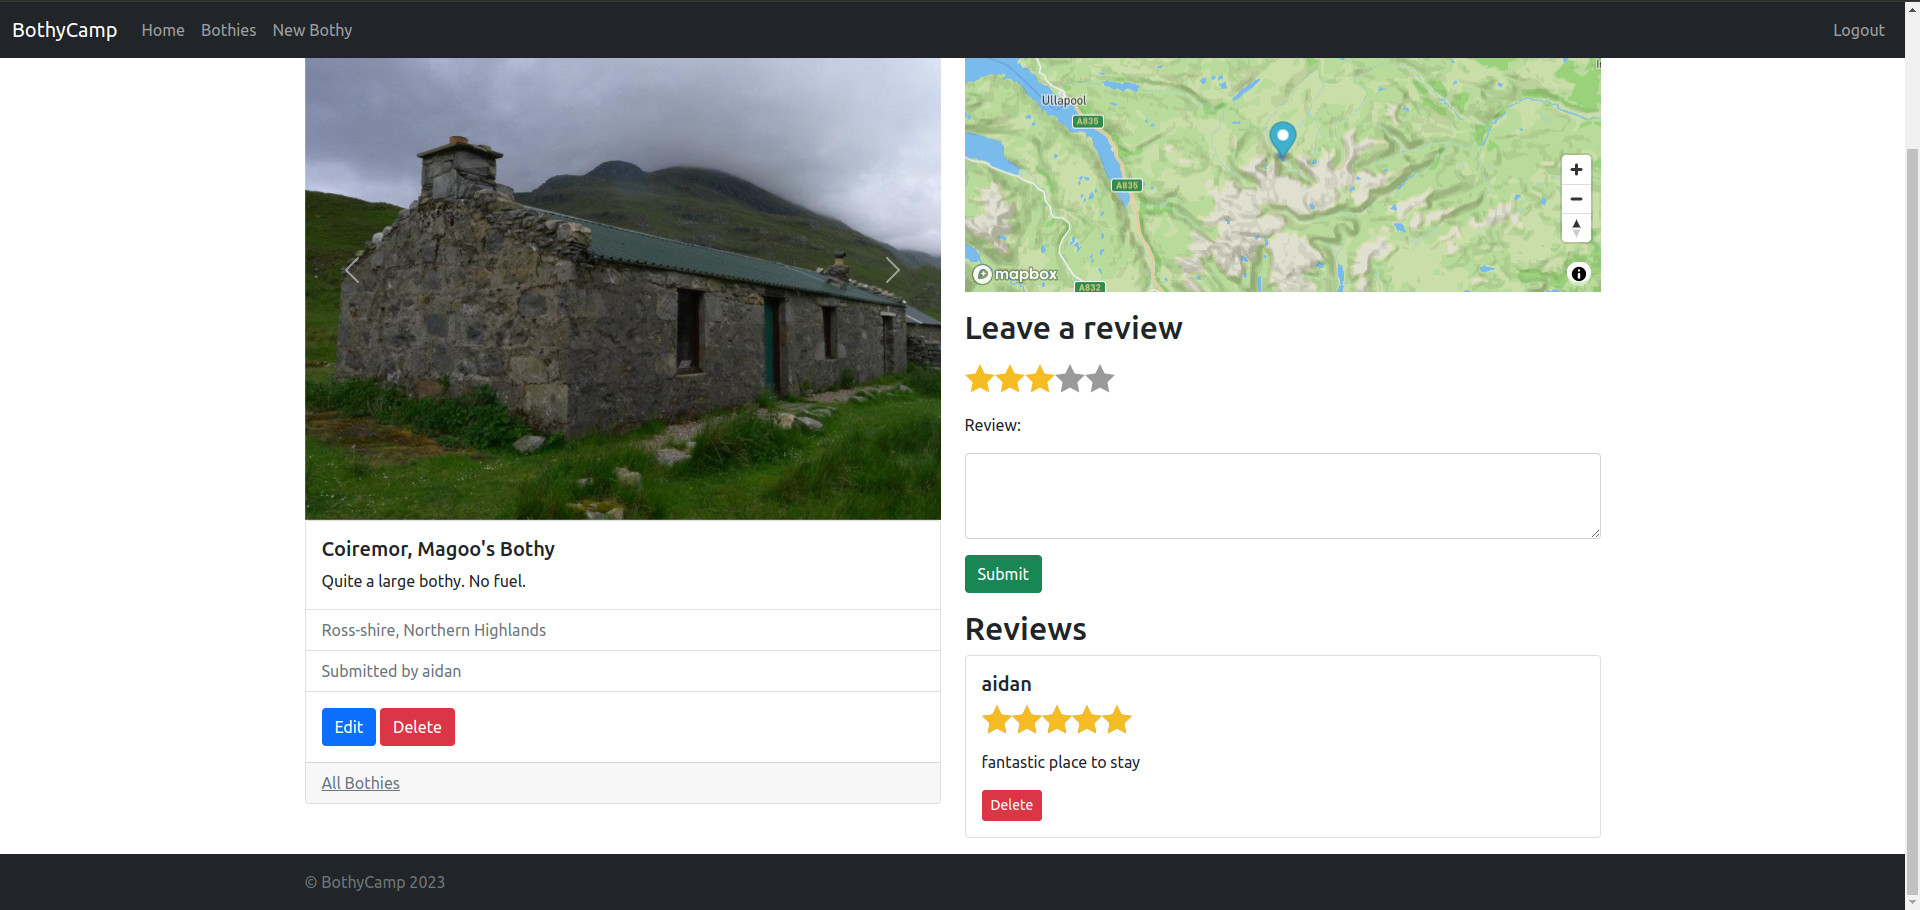 BothyCamp Home Bothies New Bothy Logout
Ullapool
A835
A835
A832
mapbox
Coiremor, Magoo's Bothy
Quite a large bothy. No fuel.
Ross-shire, Northern Highlands
Submitted by aidan
Edit Delete
All Bothies
Leave a review
Review:
Submit
Reviews
aidan
fantastic place to stay
Delete
© BothyCamp 2023